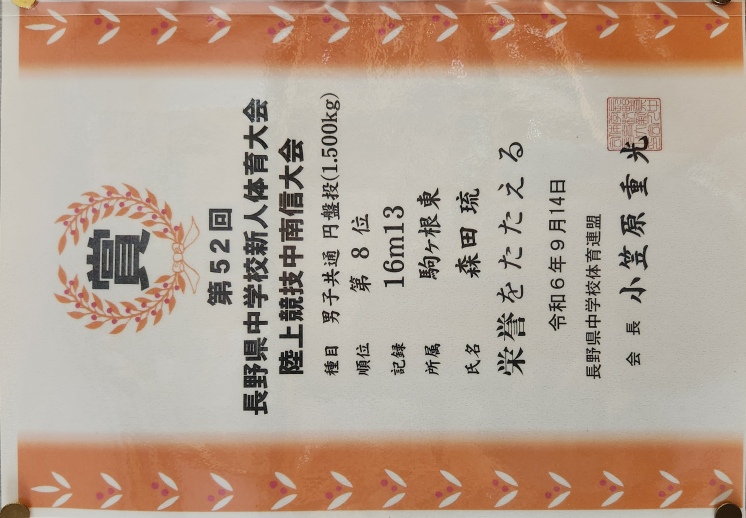 賞
第52回
長野県中学校新人体育大会
陸上競技中南信大会
種目 男子共通 円盤投(1.500kg)
順位 第 8 位
記録 16m13
所属 駒ヶ根東
氏名 森田 琉
栄誉をたたえる
令和6年9月14日
長野県中学校体育連盟
会 長 小笠原 重 光